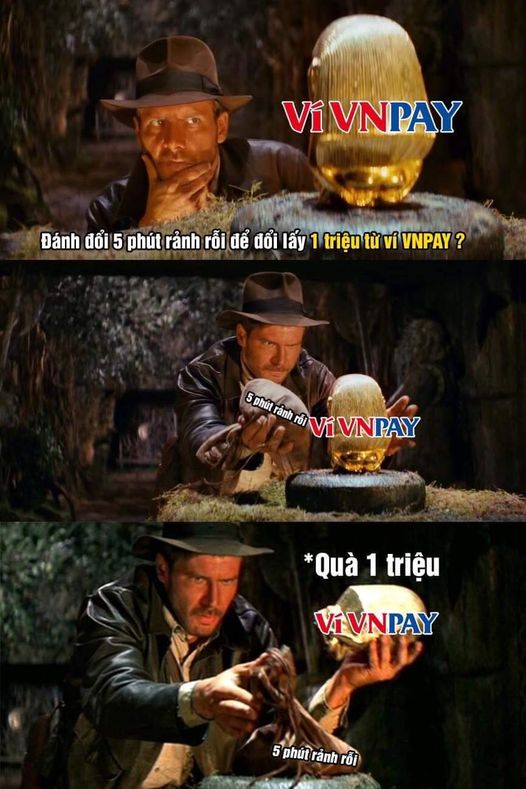 Ví VNPAY
Đánh đổi 5 phút rảnh rỗi để đổi lấy 1 triệu từ ví VNPAY ?
5 phút rảnh rỗi
Ví VNPAY
*Quà 1 triệu
Ví VNPAY
5 phút rảnh rỗi